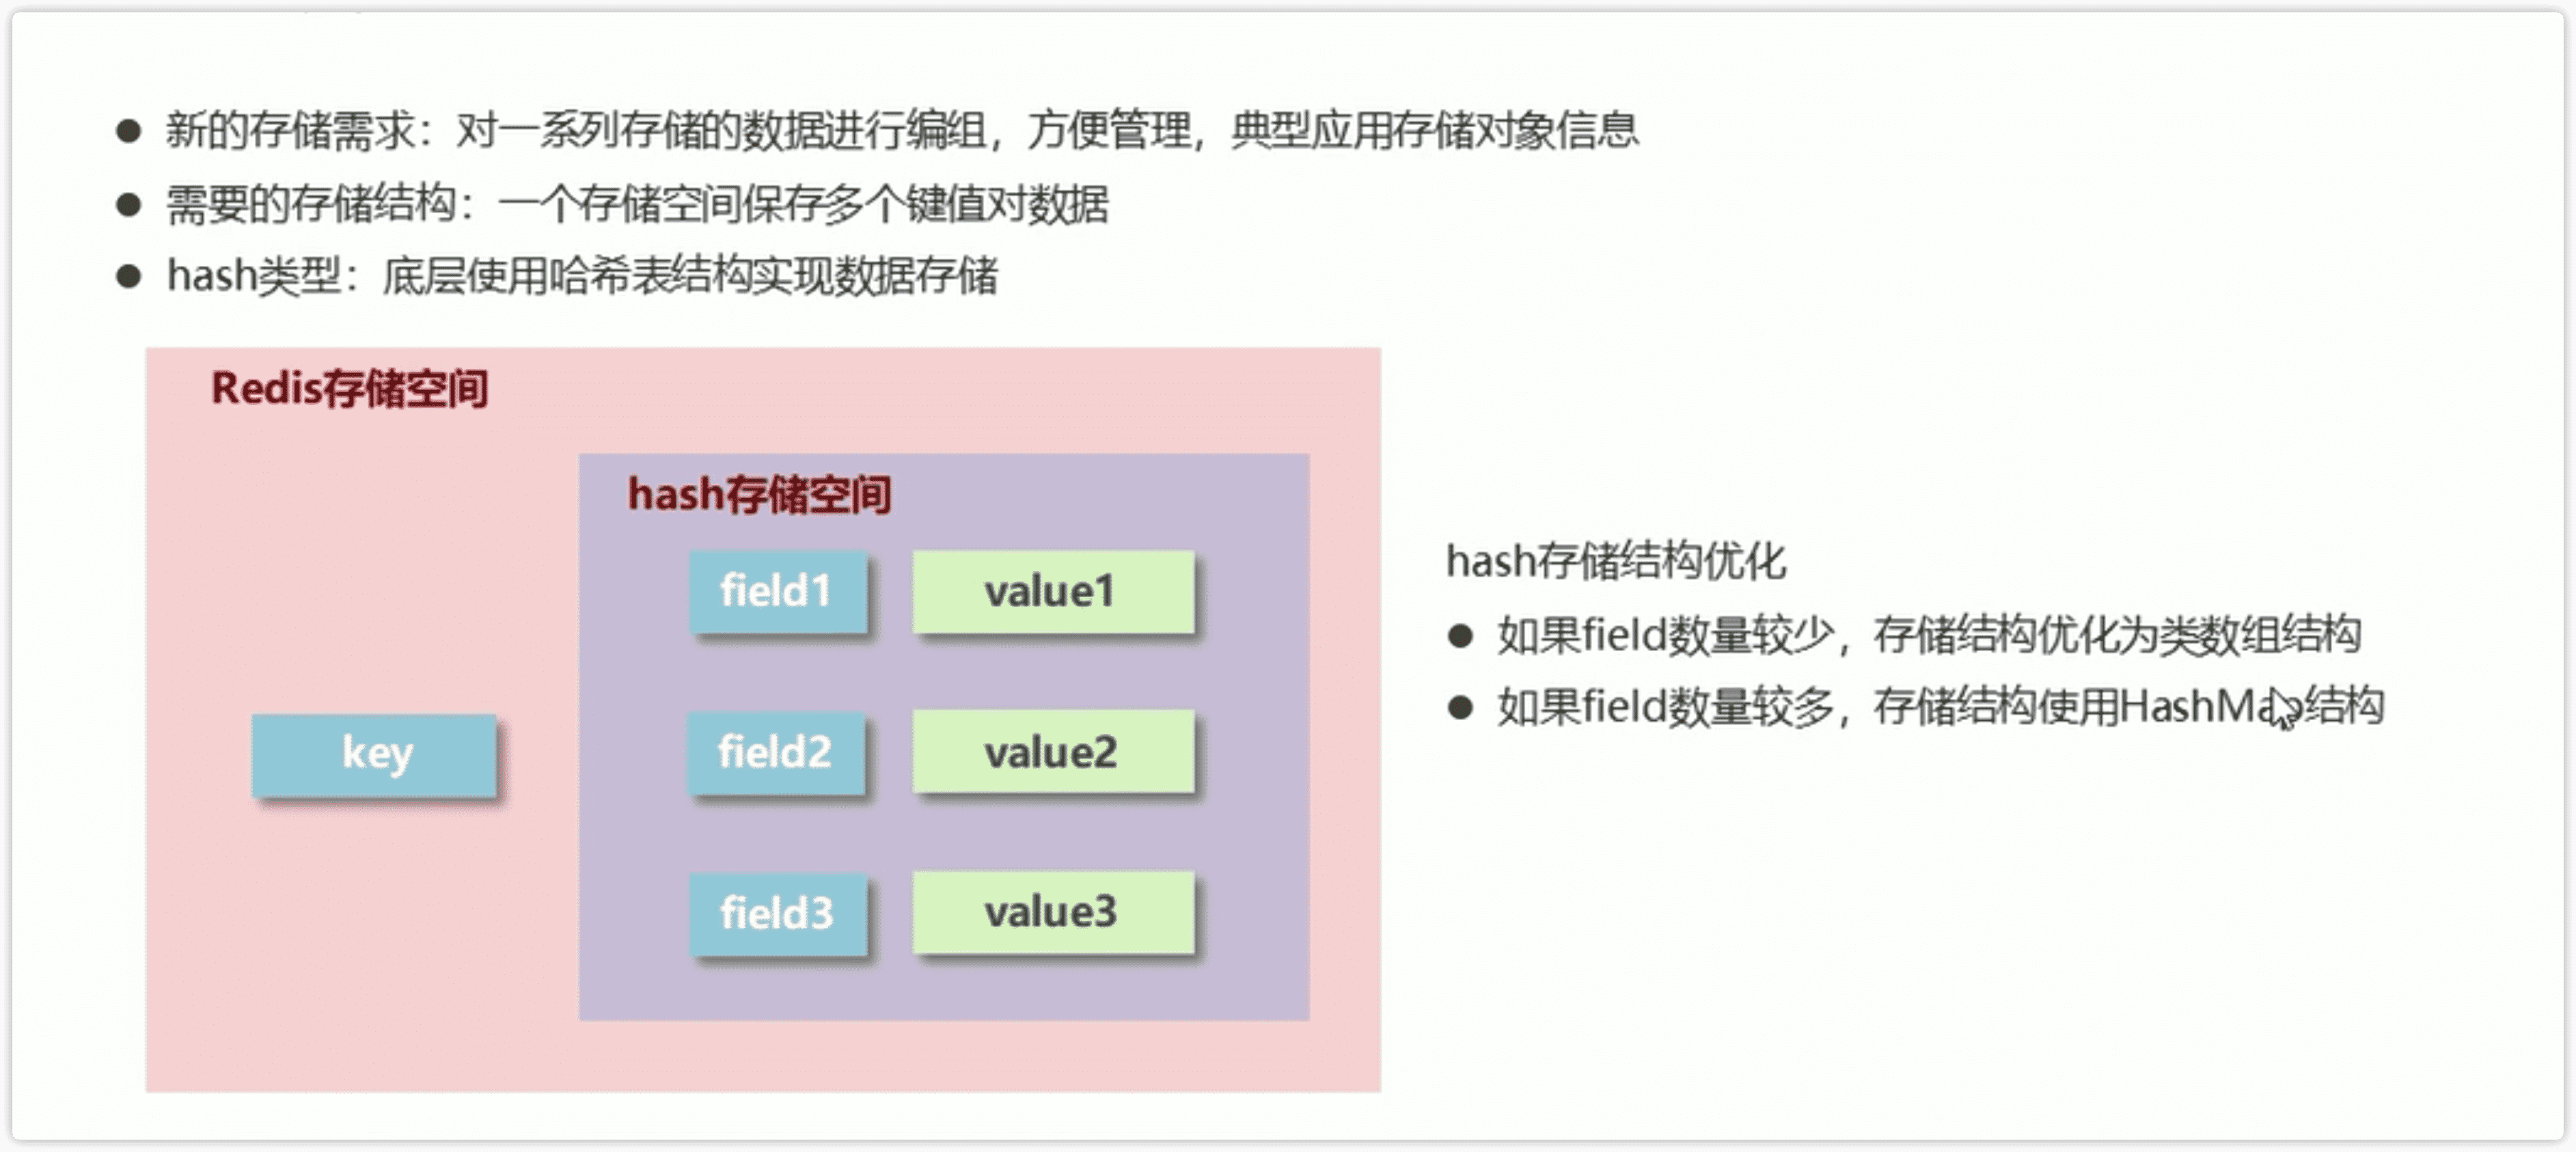 新的存储需求：对一系列存储的数据进行编组，方便管理，典型应用存储对象信息
需要的存储结构：一个存储空间保存多个键值对数据
hash类型：底层使用哈希表结构实现数据存储
Redis存储空间
hash存储空间
key
field1 value1
field2 value2
field3 value3
hash存储结构优化
如果field数量较少，存储结构优化为类数组结构
如果field数量较多，存储结构使用HashMap结构